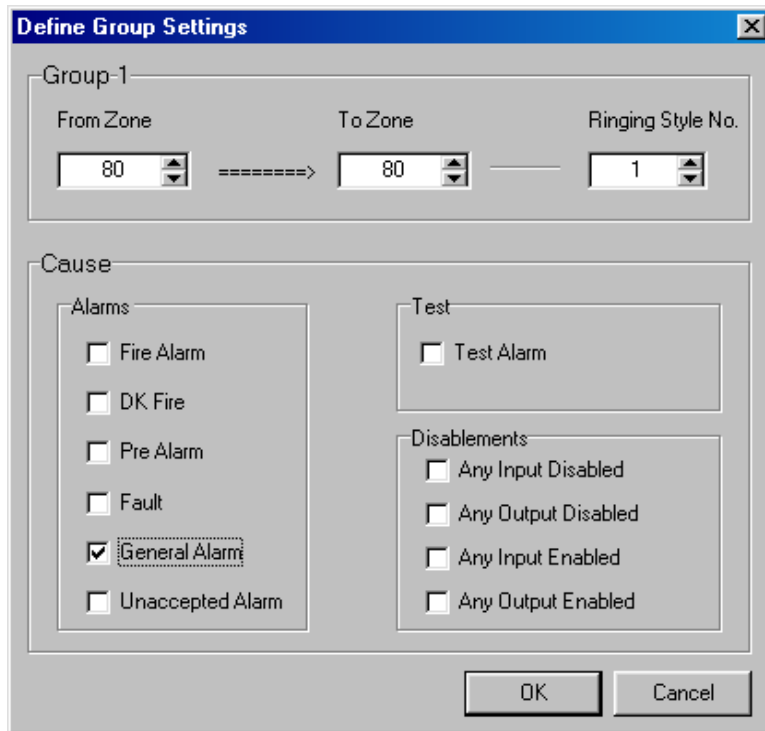 Define Group Settings
Group-1
From Zone To Zone Ringing Style No.
80 ========> 80 1
Cause
Alarms
Fire Alarm
DK Fire
Pre Alarm
Fault
General Alarm
Unaccepted Alarm
Test
Test Alarm
Disablements
Any Input Disabled
Any Output Disabled
Any Input Enabled
Any Output Enabled
OK Cancel